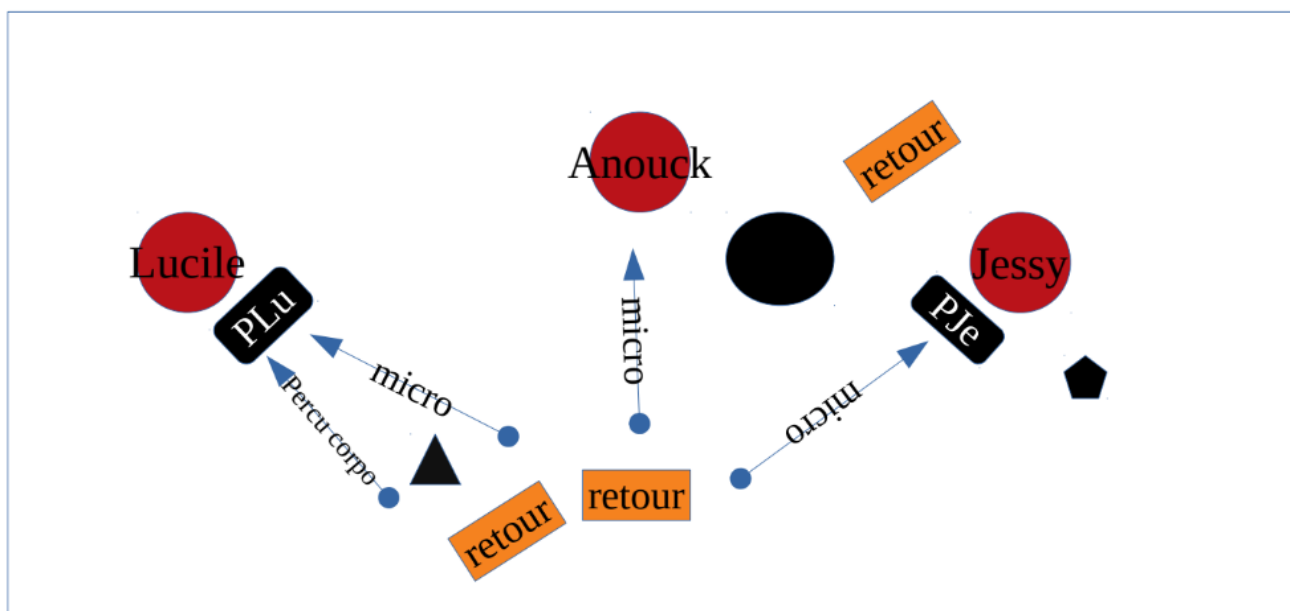 Anouck
retour
Lucile
Jessy
PLu
PJe
micro
micro
micro
Percu corpo
retour
retour